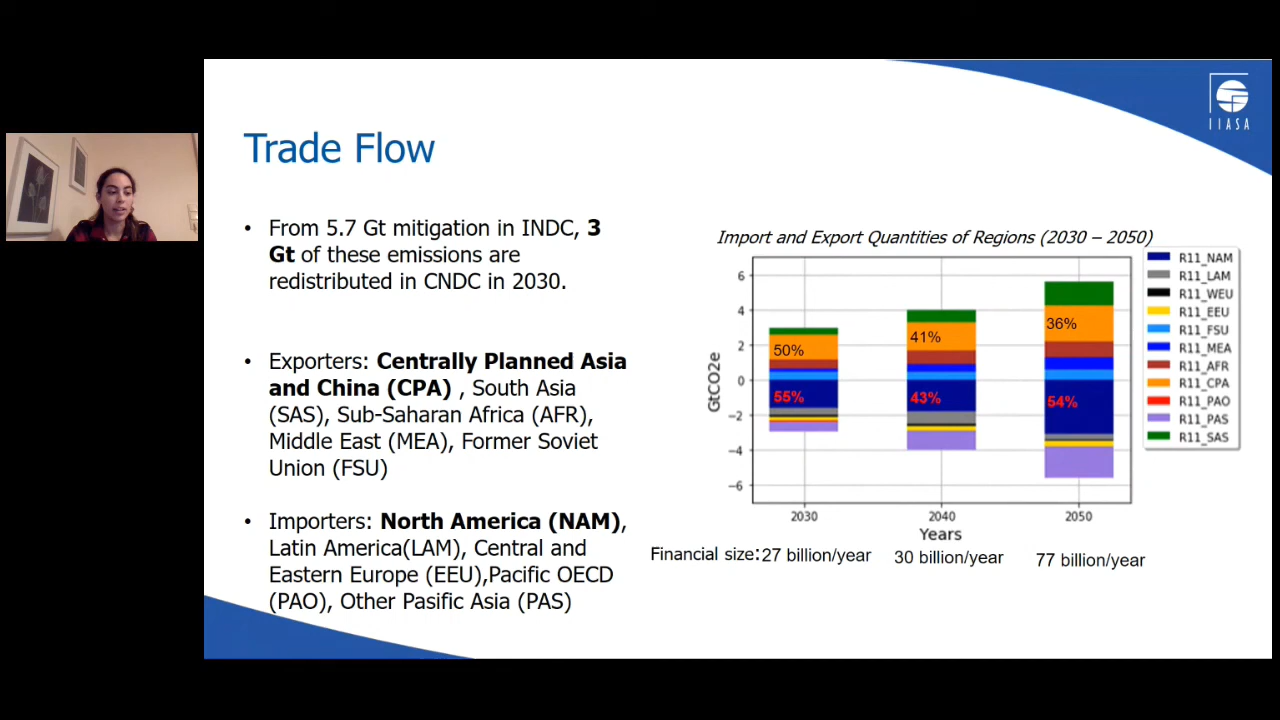 IIASA
Trade Flow
• From 5.7 Gt mitigation in INDC, 3
Gt of these emissions are
redistributed in CNDC in 2030.
• Exporters: Centrally Planned Asia
and China (CPA) , South Asia
(SAS), Sub-Saharan Africa (AFR),
Middle East (MEA), Former Soviet
Union (FSU)
• Importers: North America (NAM),
Latin America(LAM), Central and
Eastern Europe (EEU),Pacific OECD
(PAO), Other Pasific Asia (PAS)
Import and Export Quantities of Regions (2030 – 2050)
GtCO2e
6
4
2
0
−2
−4
−6
50%
41%
36%
55%
43%
54%
2030
2040
2050
Years
R11_NAM
R11_LAM
R11_WEU
R11_EEU
R11_FSU
R11_MEA
R11_AFR
R11_CPA
R11_PAO
R11_PAS
R11_SAS
Financial size: 27 billion/year 30 billion/year 77 billion/year